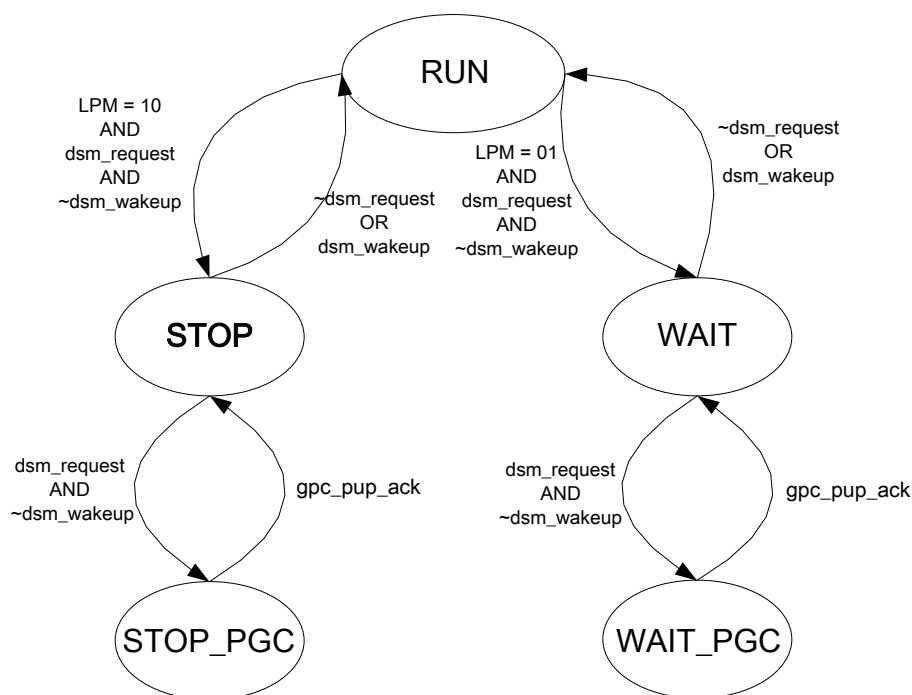 RUN
LPM = 10
AND
dsm_request
AND
~dsm_wakeup
~dsm_request
OR
dsm_wakeup
LPM = 01
AND
dsm_request
AND
~dsm_wakeup
~dsm_request
OR
dsm_wakeup
STOP
WAIT
dsm_request
AND
~dsm_wakeup
gpc_pup_ack
dsm_request
AND
~dsm_wakeup
gpc_pup_ack
STOP_PGC
WAIT_PGC